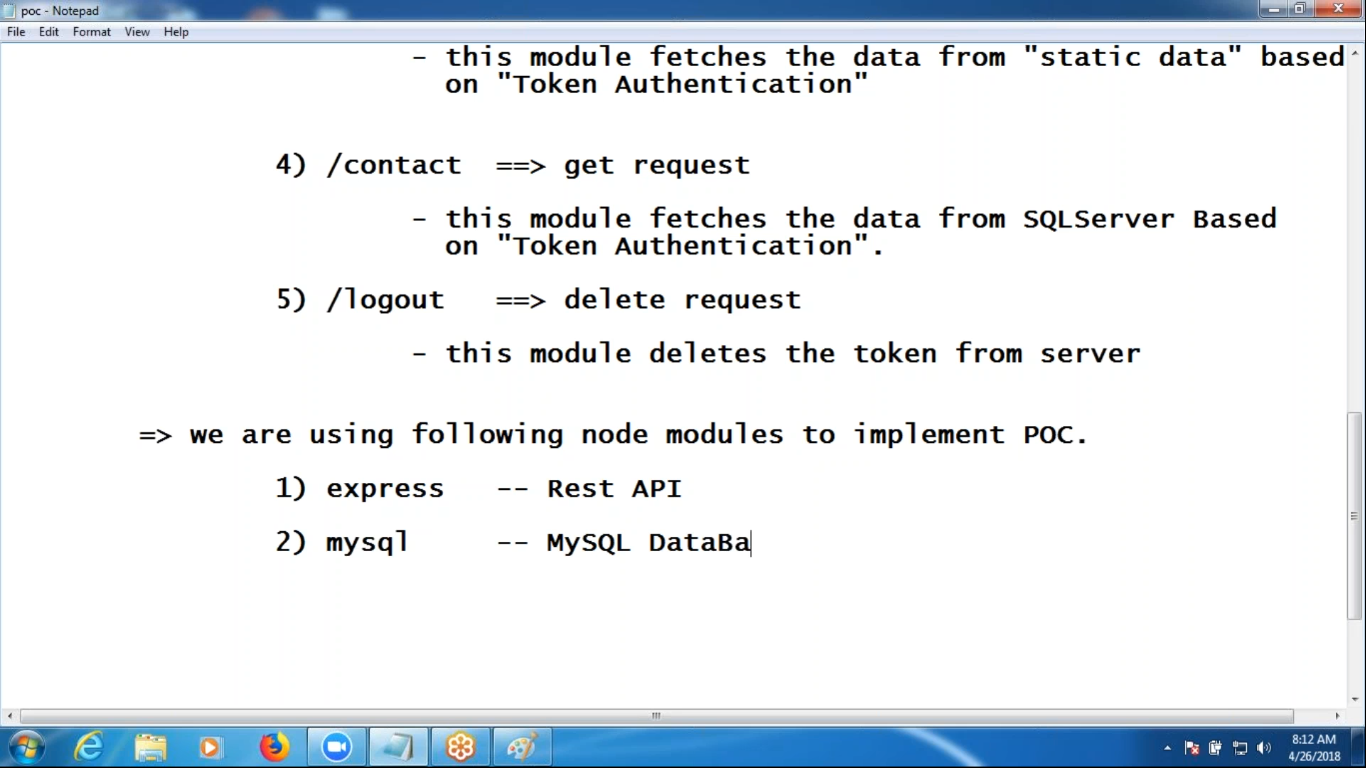 poc - Notepad
File Edit Format View Help
- this module fetches the data from "static data" based
on "Token Authentication"
4) /contact ==> get request
- this module fetches the data from SQLServer Based
on "Token Authentication".
5) /logout ==> delete request
- this module deletes the token from server
=> we are using following node modules to implement POC.
1) express -- Rest API
2) mysql -- MySQL DataBa
8:12 AM
4/26/2018